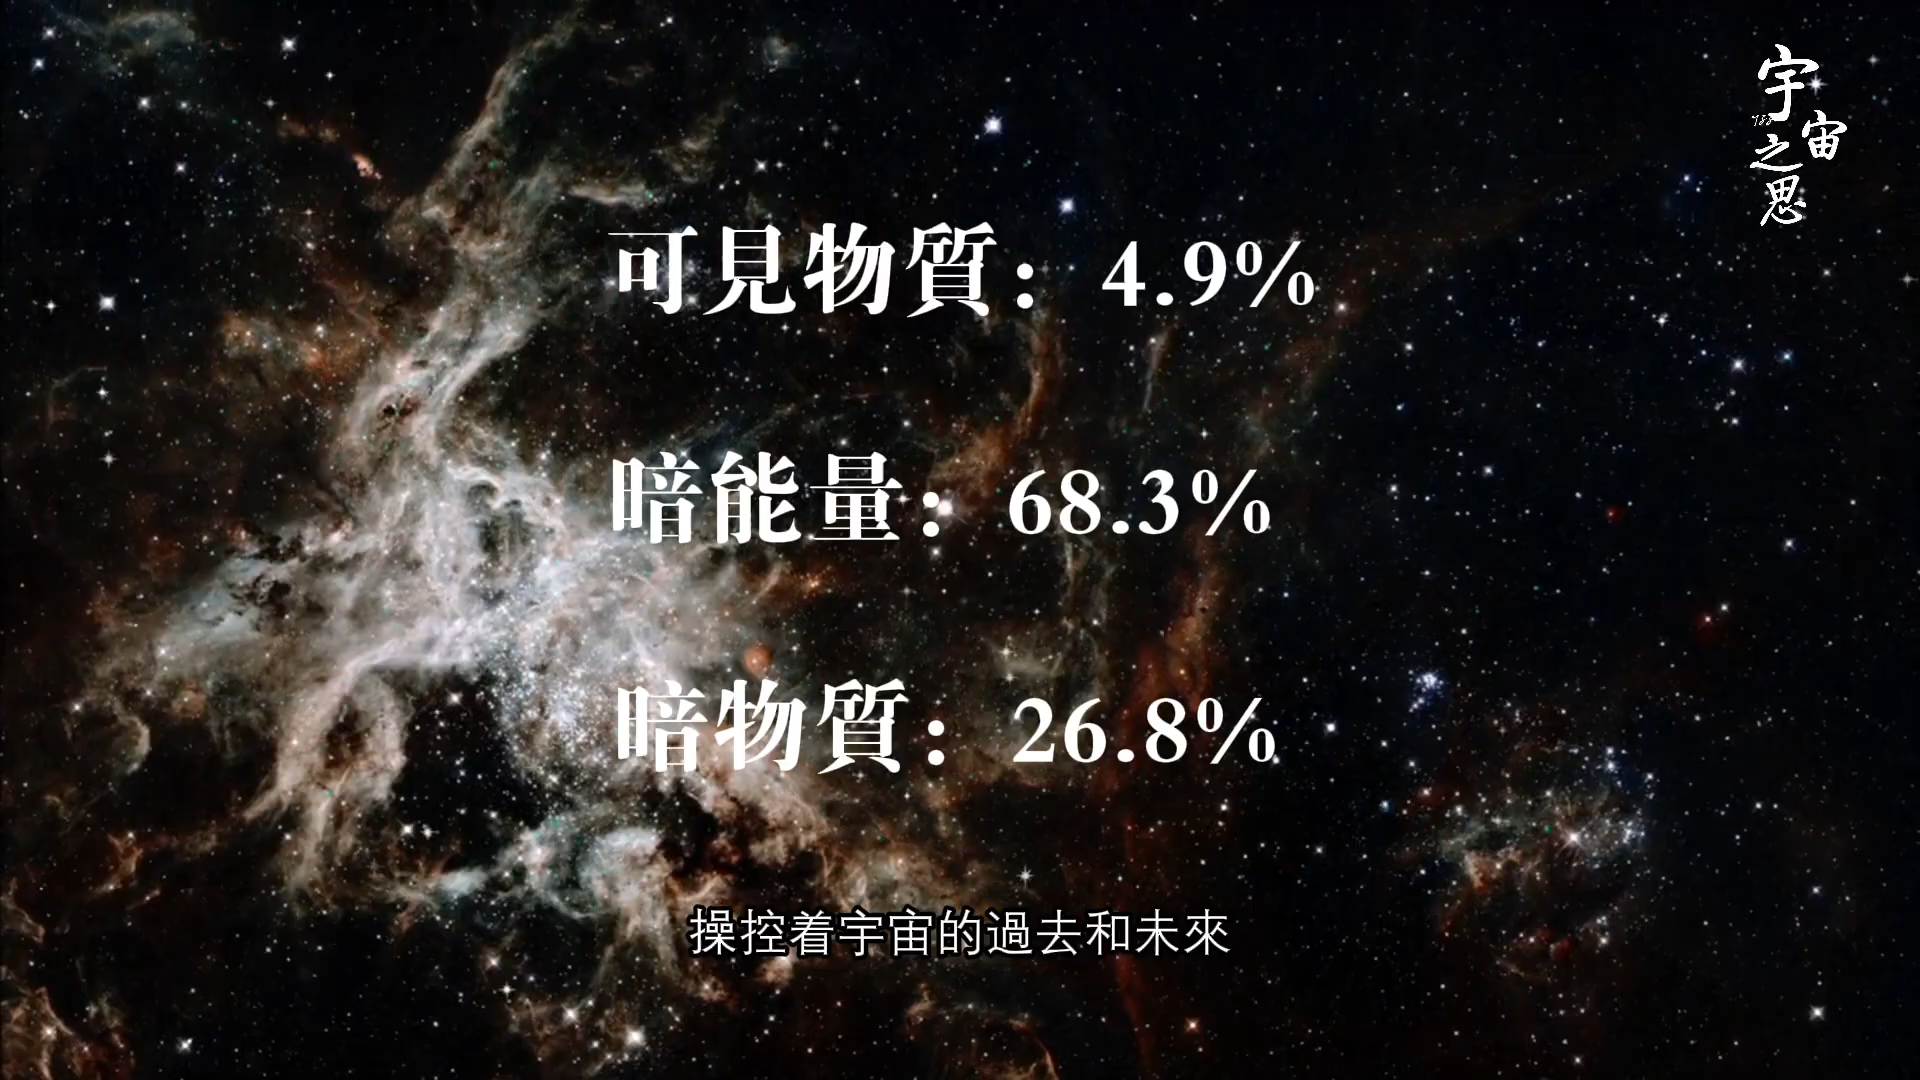 宇宙之思
可見物質：4.9%
暗能量：68.3%
暗物質：26.8%
操控着宇宙的過去和未來